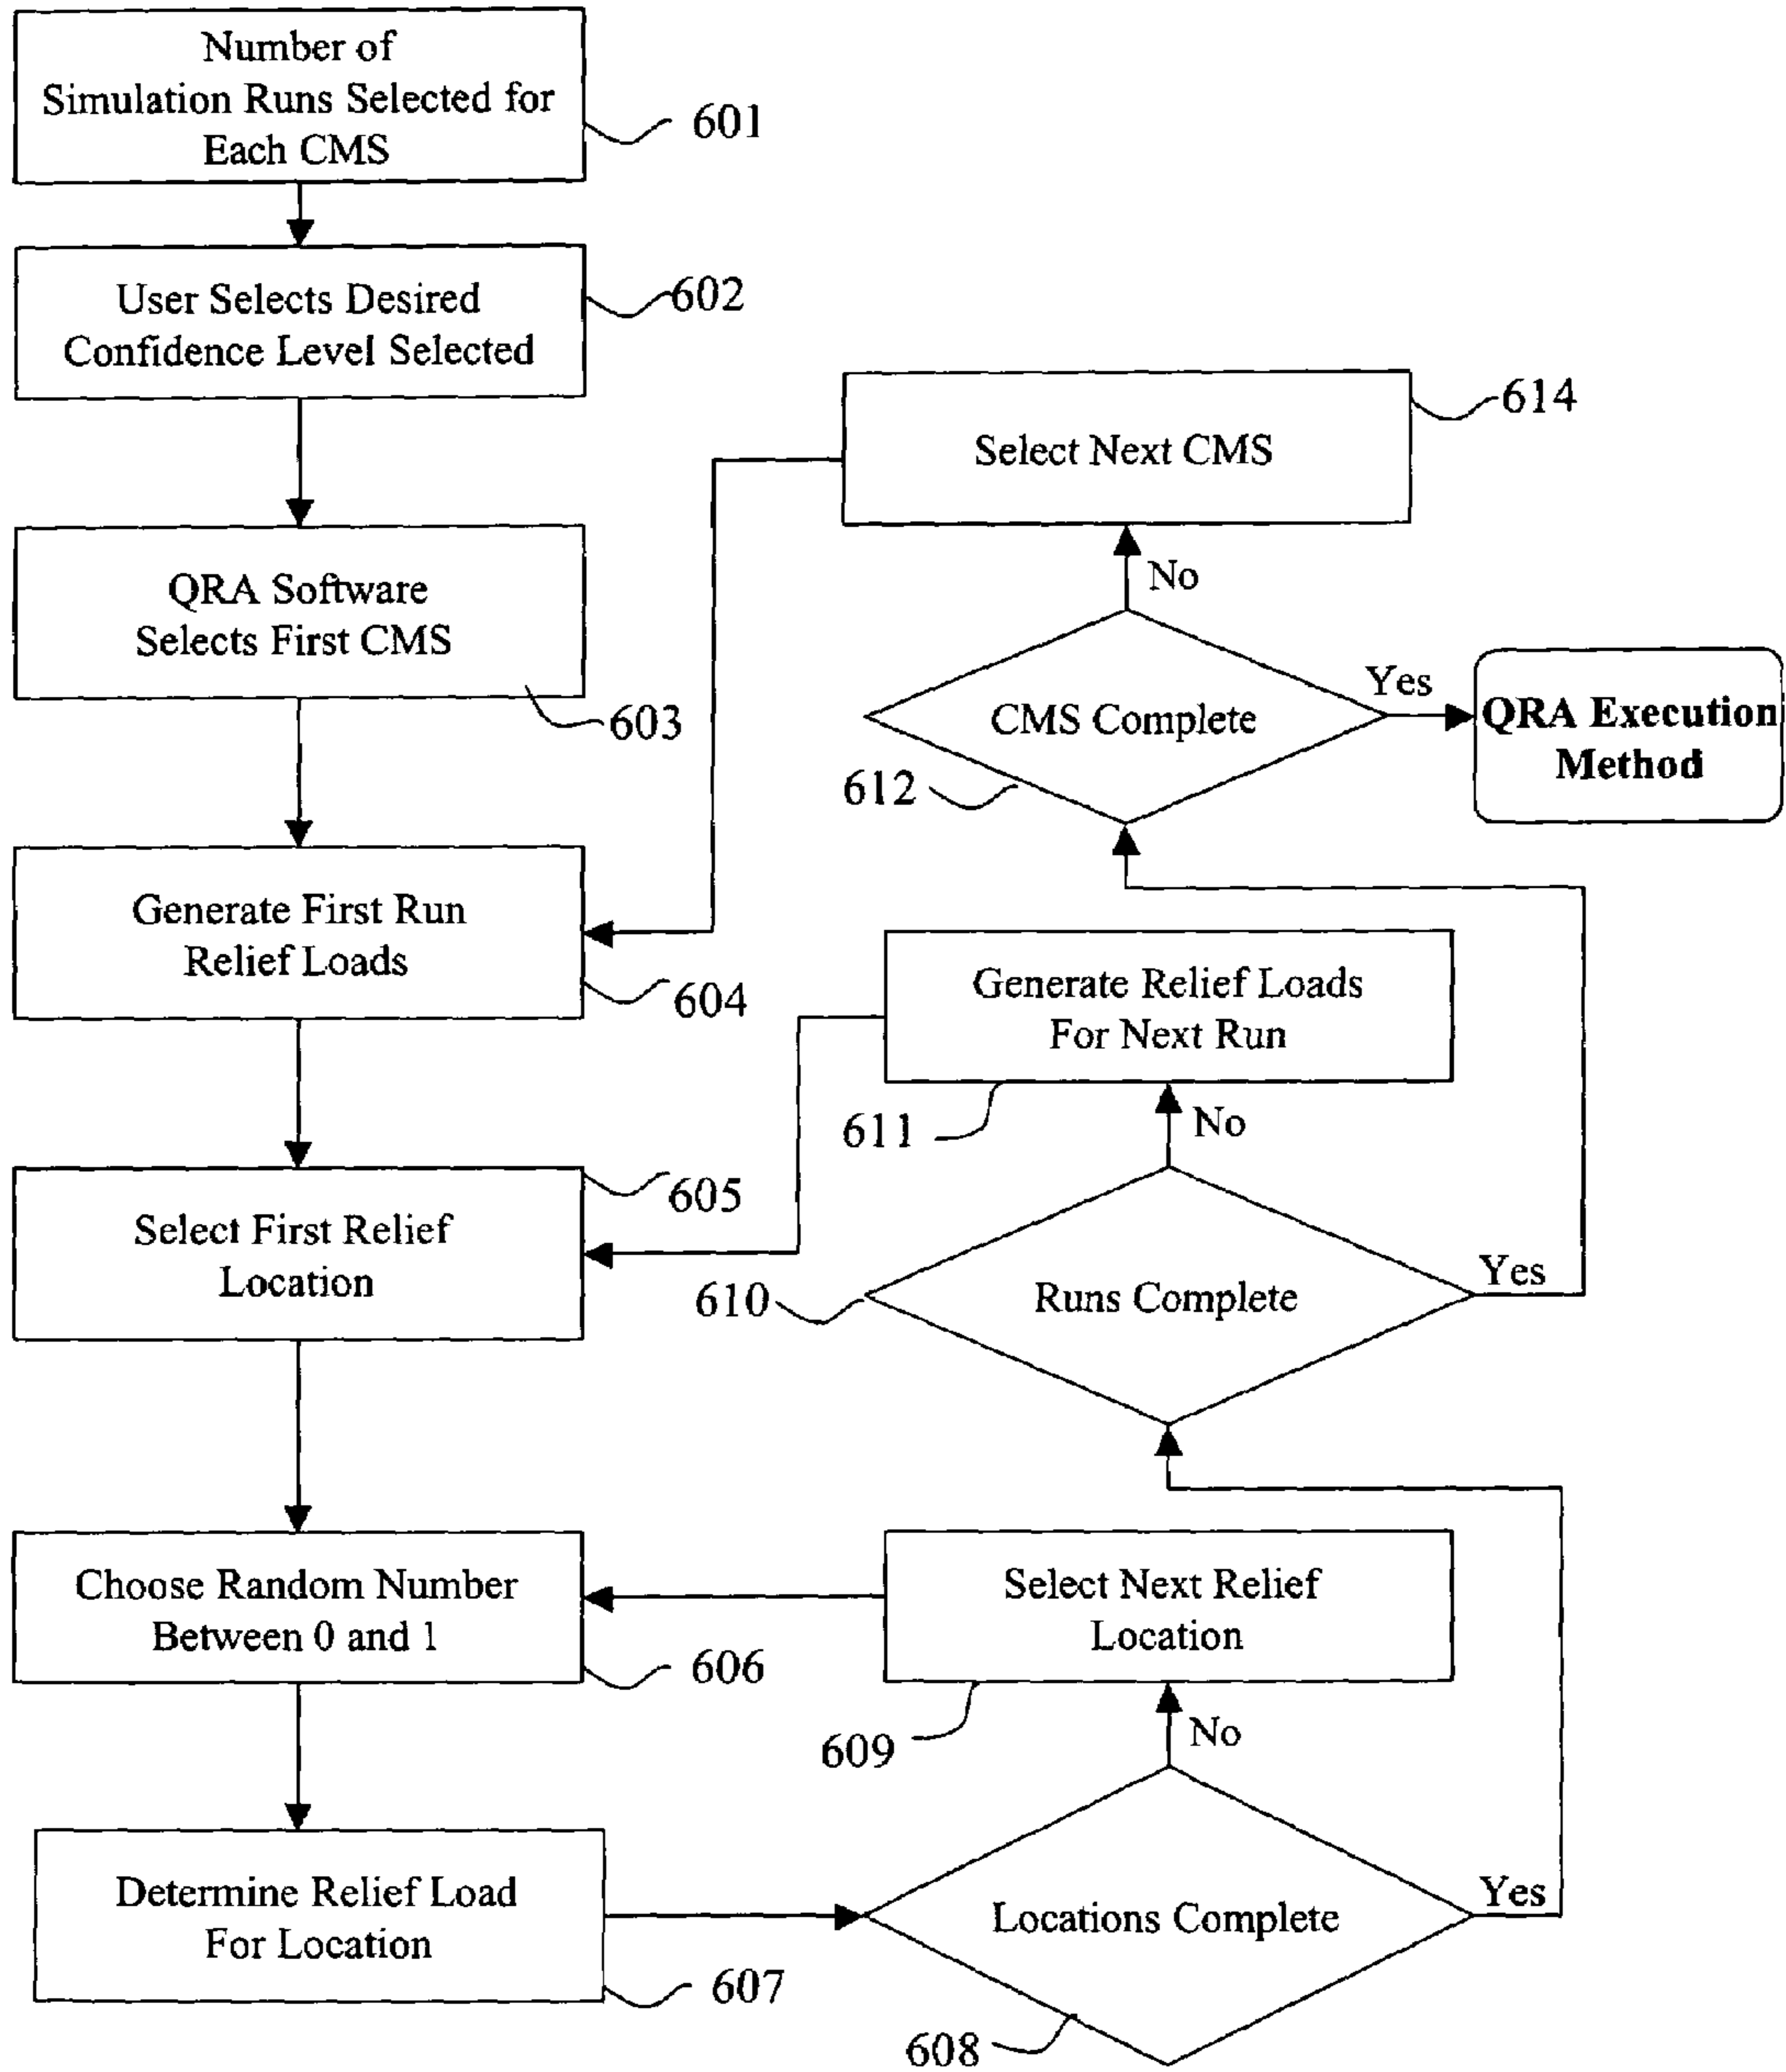 Number of
Simulation Runs Selected for
Each CMS
601
User Selects Desired
Confidence Level Selected
602
QRA Software
Selects First CMS
603
Generate First Run
Relief Loads
604
Select First Relief
Location
605
Choose Random Number
Between 0 and 1
606
Determine Relief Load
For Location
607
Locations Complete
608
No
Yes
Select Next Relief
Location
609
Runs Complete
610
No
Yes
Generate Relief Loads
For Next Run
611
CMS Complete
612
No
Yes
QRA Execution
Method
Select Next CMS
614